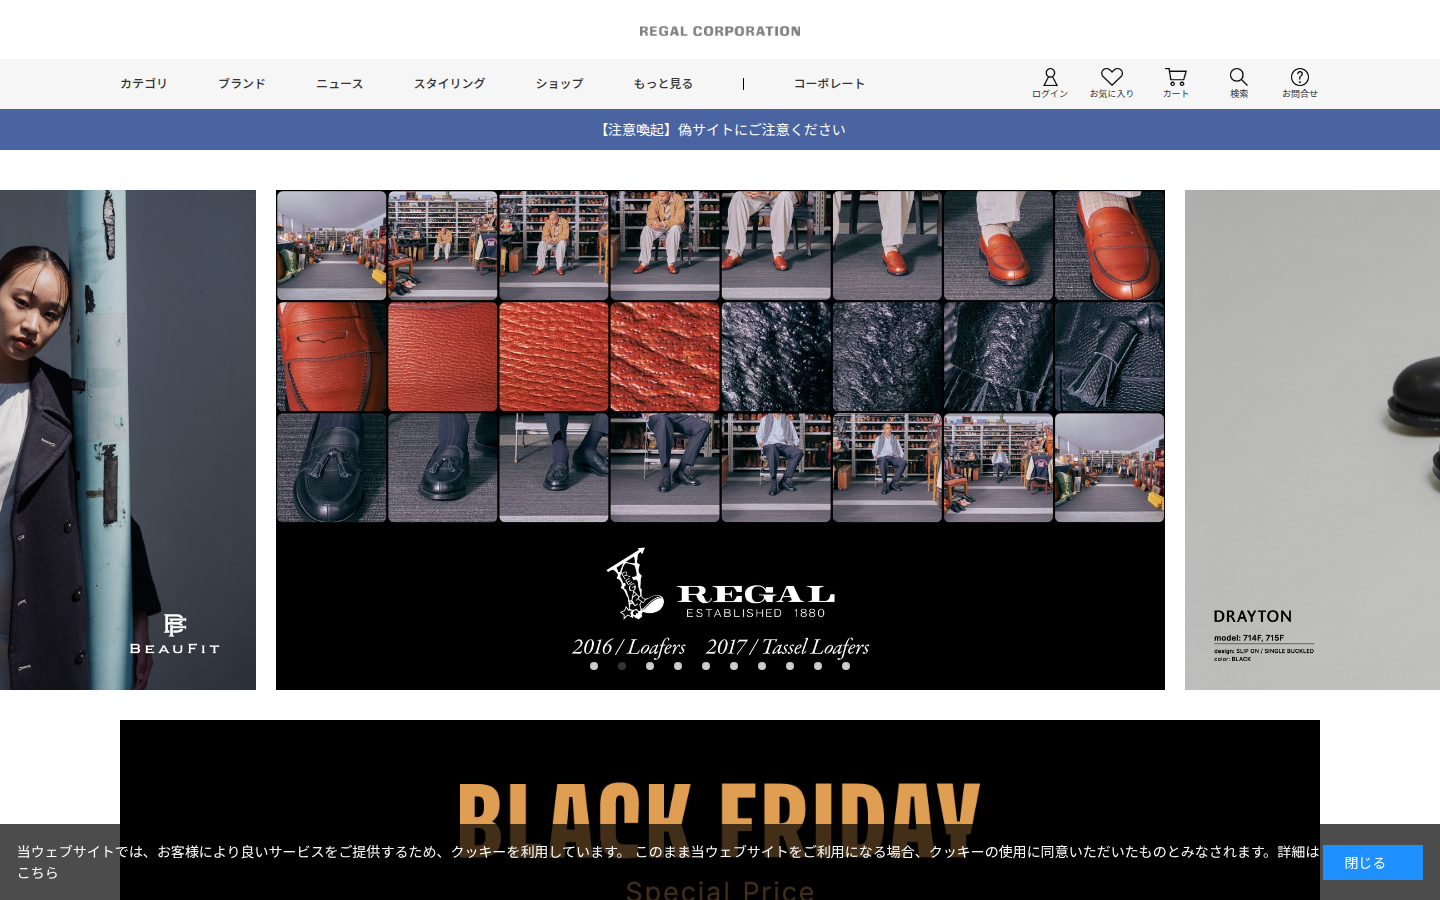 REGAL CORPORATION
カテゴリ
ブランド
ニュース
スタイリング
ショップ
もっと見る
コーポレート
ログイン
お気に入り
カート
検索
お問合せ
【注意喚起】偽サイトにご注意ください
BEAUFIT
REGAL
ESTABLISHED 1880
2016 / Loafers 2017 / Tassel Loafers
DRAYTON
model: 714F, 715F
design: SLIP ON / SINGLE BUCKLED
color: BLACK
BLACK FRIDAY
Special Price
当ウェブサイトでは、お客様により良いサービスをご提供するため、クッキーを利用しています。 このまま当ウェブサイトをご利用になる場合、クッキーの使用に同意いただいたものとみなされます。詳細は
こちら
閉じる